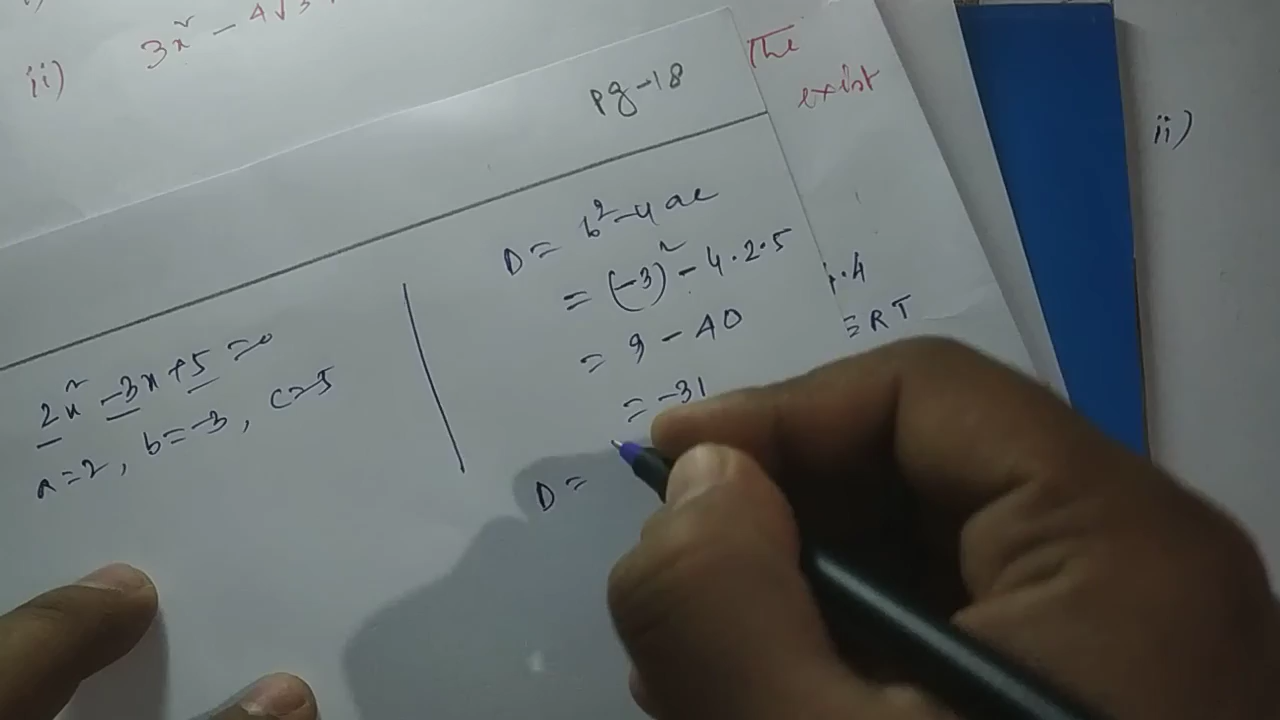 ii) 3x² - 4√3
pg-18
The
exist
ii)
2x² - 3x + 5 = 0
a = 2, b = -3, c = 5
D = b² - 4ac
= (-3)² - 4.2.5
= 9 - 40
= -31
D =
.4
RT